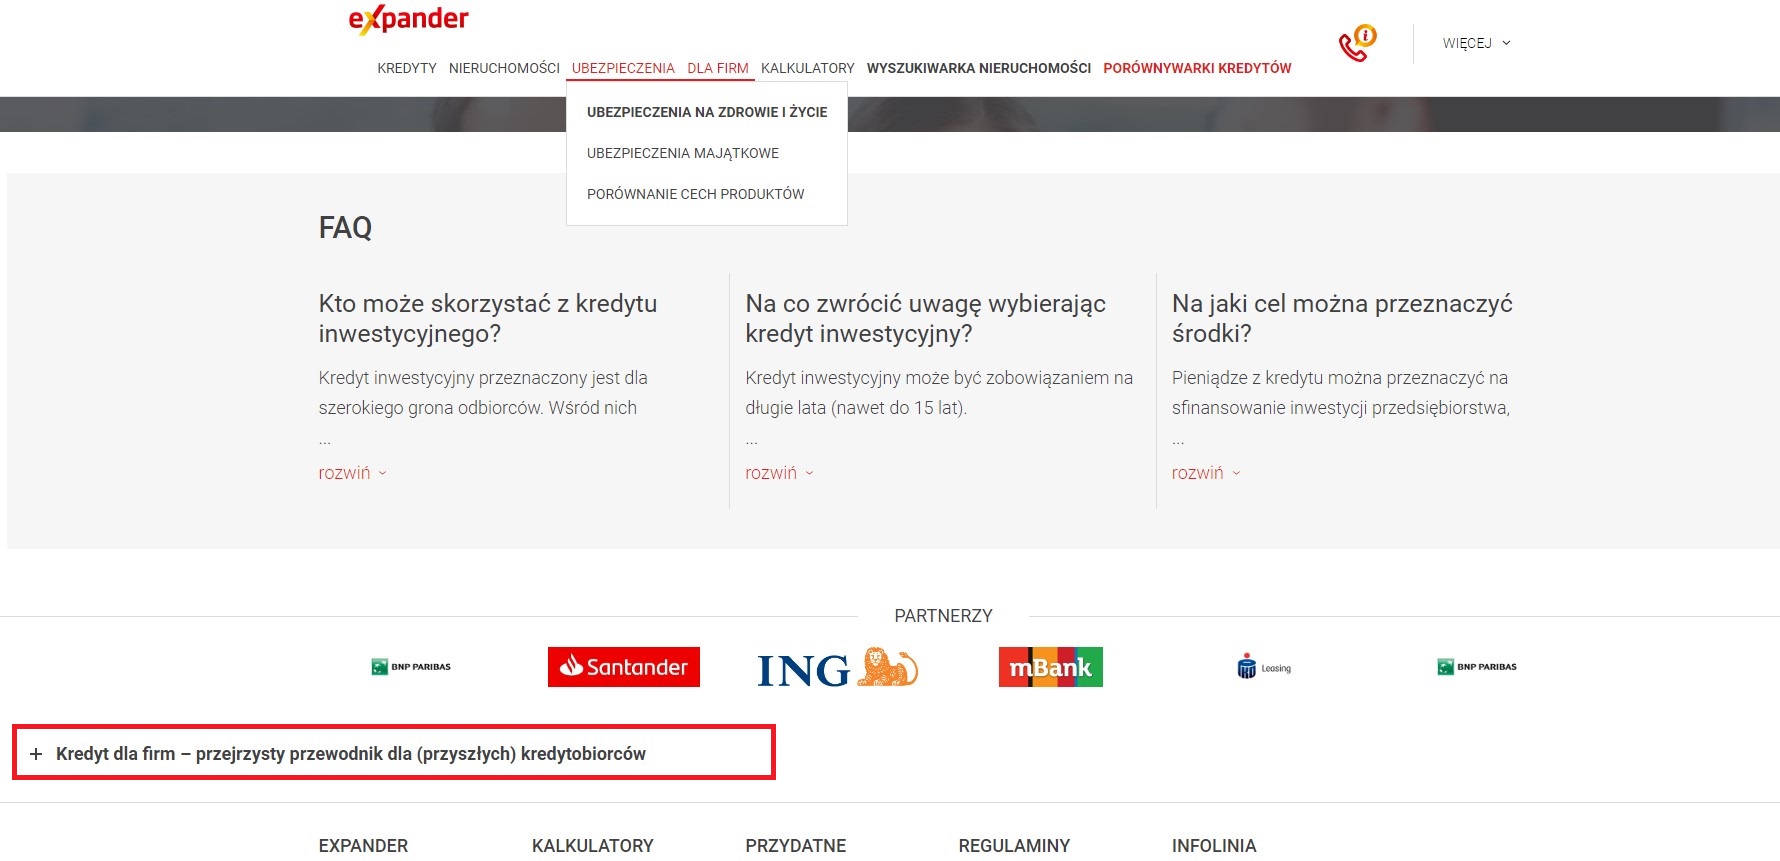 expander
WIĘCEJ
KREDYTY NIERUCHOMOŚCI UBEZPIECZENIA DLA FIRM KALKULATORY WYSZUKIWARKA NIERUCHOMOŚCI PORÓWNYWARKI KREDYTÓW
UBEZPIECZENIA NA ZDROWIE I ŻYCIE
UBEZPIECZENIA MAJĄTKOWE
PORÓWNANIE CECH PRODUKTÓW
FAQ
Kto może skorzystać z kredytu
inwestycyjnego?
Kredyt inwestycyjny przeznaczony jest dla
szerokiego grona odbiorców. Wśród nich
...
rozwiń
Na co zwrócić uwagę wybierając
kredyt inwestycyjny?
Kredyt inwestycyjny może być zobowiązaniem na
długie lata (nawet do 15 lat).
...
rozwiń
Na jaki cel można przeznaczyć
środki?
Pieniądze z kredytu można przeznaczyć na
sfinansowanie inwestycji przedsiębiorstwa,
...
rozwiń
PARTNERZY
BNP PARIBAS Santander ING mBank Leasing BNP PARIBAS
+ Kredyt dla firm – przejrzysty przewodnik dla (przyszłych) kredytobiorców
EXPANDER KALKULATORY PRZYDATNE REGULAMINY INFOLINIA